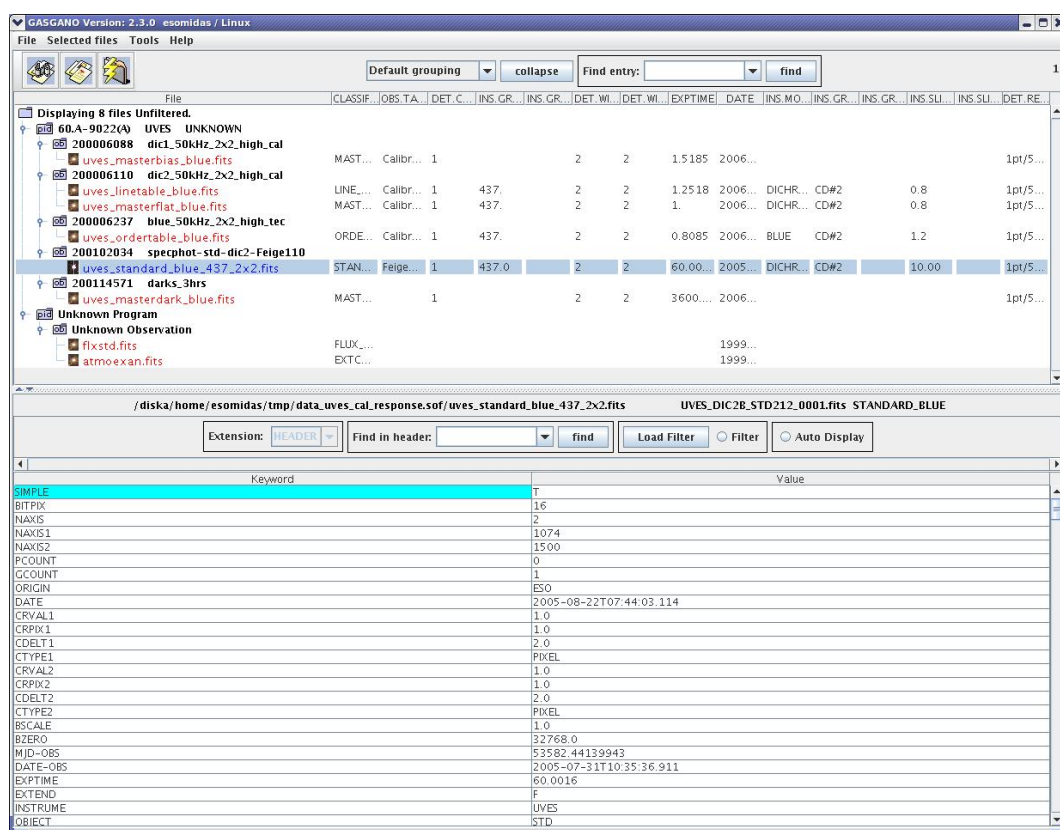 GASGANO Version: 2.3.0 esomidas / Linux
File Selected files Tools Help
Default grouping collapse Find entry: find 1
File CLASSIF... OBS.TA... DET.C... INS.GR... INS.GR... DET.WI... DET.WI... EXPTIME DATE INS.MO... INS.GR... INS.GR... INS.SLI... INS.SLI... DET.RE...
Displaying 8 files Unfiltered.
pid 60.A-9022(A) UVES UNKNOWN
ob 200006088 dic1_50kHz_2x2_high_cal
uves_masterbias_blue.fits MAST... Calibr... 1 2 2 1.5185 2006... 1pt/5...
ob 200006110 dic2_50kHz_2x2_high_cal
uves_linetable_blue.fits LINE_... Calibr... 1 437. 2 2 1.2518 2006... DICHR... CD#2 0.8 1pt/5...
uves_masterflat_blue.fits MAST... Calibr... 1 437. 2 2 1. 2006... DICHR... CD#2 0.8 1pt/5...
ob 200006237 blue_50kHz_2x2_high_tec
uves_ordertable_blue.fits ORDE... Calibr... 1 437. 2 2 0.8085 2006... BLUE CD#2 1.2 1pt/5...
ob 200102034 specphot-std-dic2-Feige110
uves_standard_blue_437_2x2.fits STAN... Feige... 1 437.0 2 2 60.00... 2005... DICHR... CD#2 10.00 1pt/5...
ob 200114571 darks_3hrs
uves_masterdark_blue.fits MAST... 1 2 2 3600.... 2006... 1pt/5...
pid Unknown Program
ob Unknown Observation
flxstd.fits FLUX_... 1999...
atmoexan.fits EXTC... 1999...
/diska/home/esomidas/tmp/data_uves_cal_response.sof/uves_standard_blue_437_2x2.fits UVES_DIC2B_STD212_0001.fits STANDARD_BLUE
Extension: HEADER Find in header: find Load Filter Filter Auto Display
Keyword Value
SIMPLE T
BITPIX 16
NAXIS 2
NAXIS1 1074
NAXIS2 1500
PCOUNT 0
GCOUNT 1
ORIGIN ESO
DATE 2005-08-22T07:44:03.114
CRVAL1 1.0
CRPIX1 1.0
CDELT1 2.0
CTYPE1 PIXEL
CRVAL2 1.0
CRPIX2 1.0
CDELT2 2.0
CTYPE2 PIXEL
BSCALE 1.0
BZERO 32768.0
MJD-OBS 53582.44139943
DATE-OBS 2005-07-31T10:35:36.911
EXPTIME 60.0016
EXTEND F
INSTRUME UVES
OBJECT STD